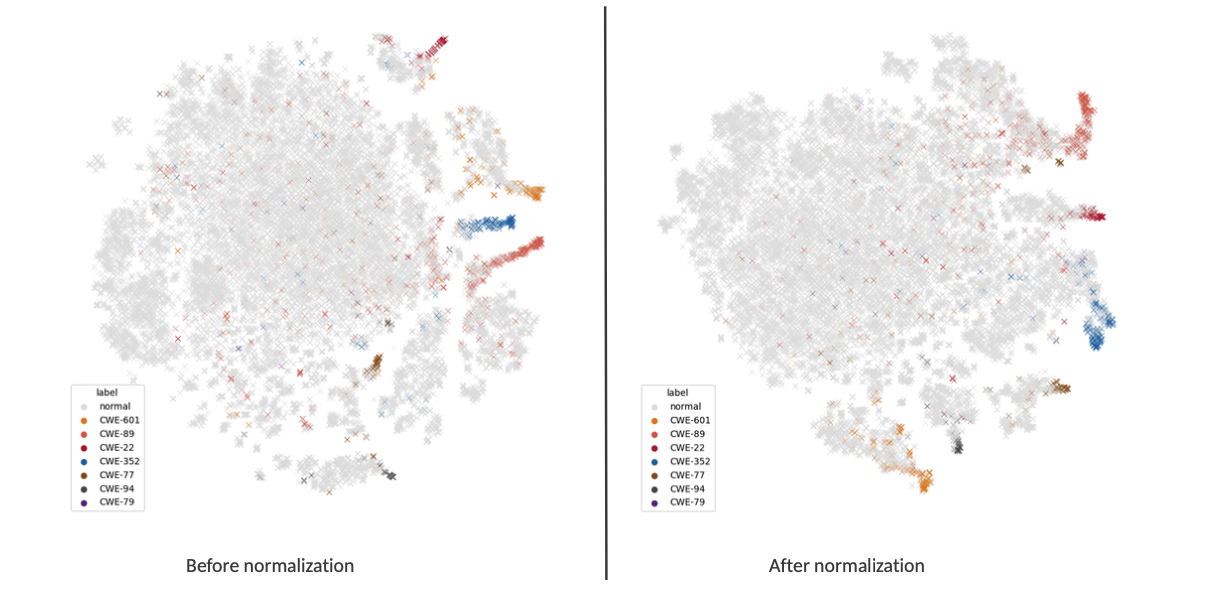 label
normal
CWE-601
CWE-89
CWE-22
CWE-352
CWE-77
CWE-94
CWE-79
Before normalization
label
normal
CWE-601
CWE-89
CWE-22
CWE-352
CWE-77
CWE-94
CWE-79
After normalization